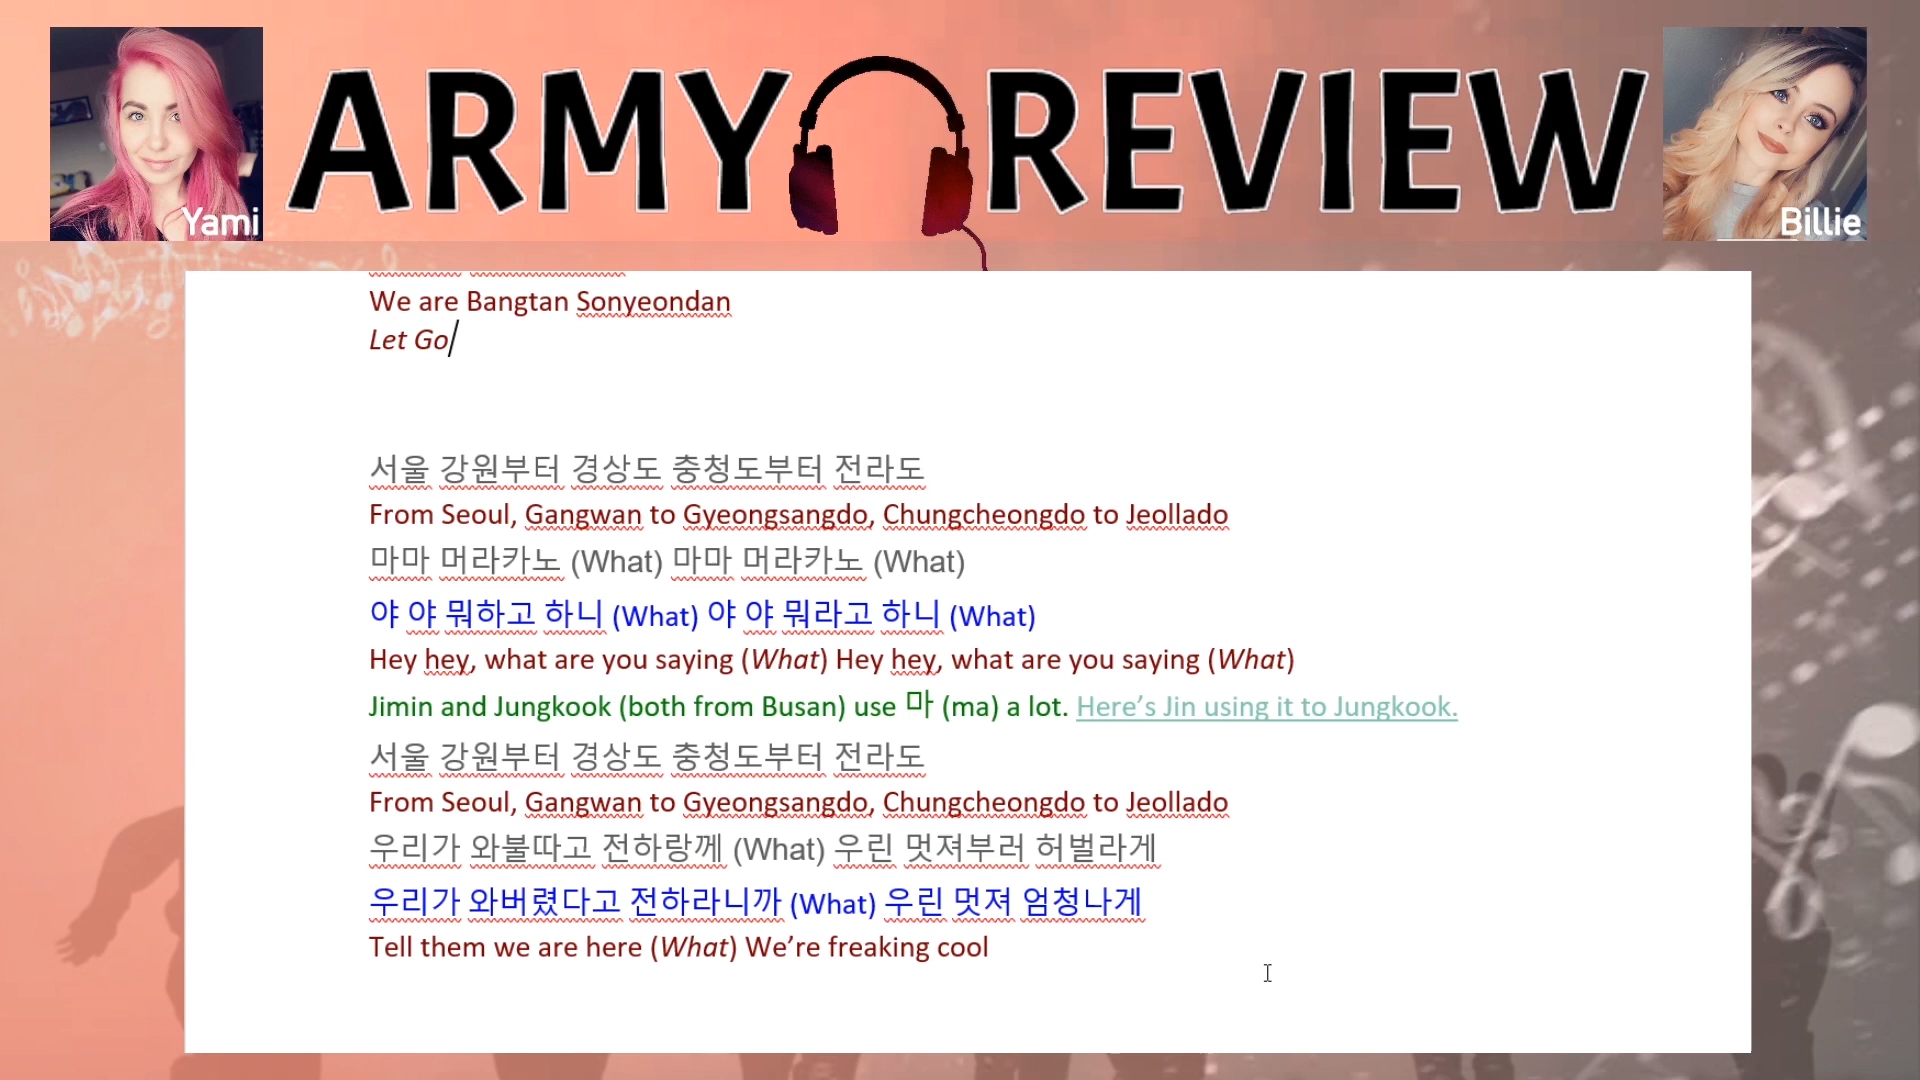 ARMY REVIEW
Yami
Billie
We are Bangtan Sonyeondan
Let Go
서울 강원부터 경상도 충청도부터 전라도
From Seoul, Gangwan to Gyeongsangdo, Chungcheongdo to Jeollado
마마 머라카노 (What) 마마 머라카노 (What)
야 야 뭐하고 하니 (What) 야 야 뭐라고 하니 (What)
Hey hey, what are you saying (What) Hey hey, what are you saying (What)
Jimin and Jungkook (both from Busan) use 마 (ma) a lot. Here’s Jin using it to Jungkook.
서울 강원부터 경상도 충청도부터 전라도
From Seoul, Gangwan to Gyeongsangdo, Chungcheongdo to Jeollado
우리가 와불따고 전하랑께 (What) 우린 멋져부러 허벌라게
우리가 와버렸다고 전하라니까 (What) 우린 멋져 엄청나게
Tell them we are here (What) We’re freaking cool